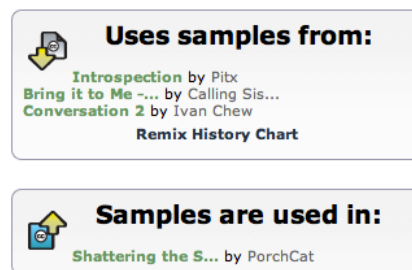 Uses samples from:
Introspection by Pitx
Bring it to Me -... by Calling Sis...
Conversation 2 by Ivan Chew
Remix History Chart
Samples are used in:
Shattering the S... by PorchCat